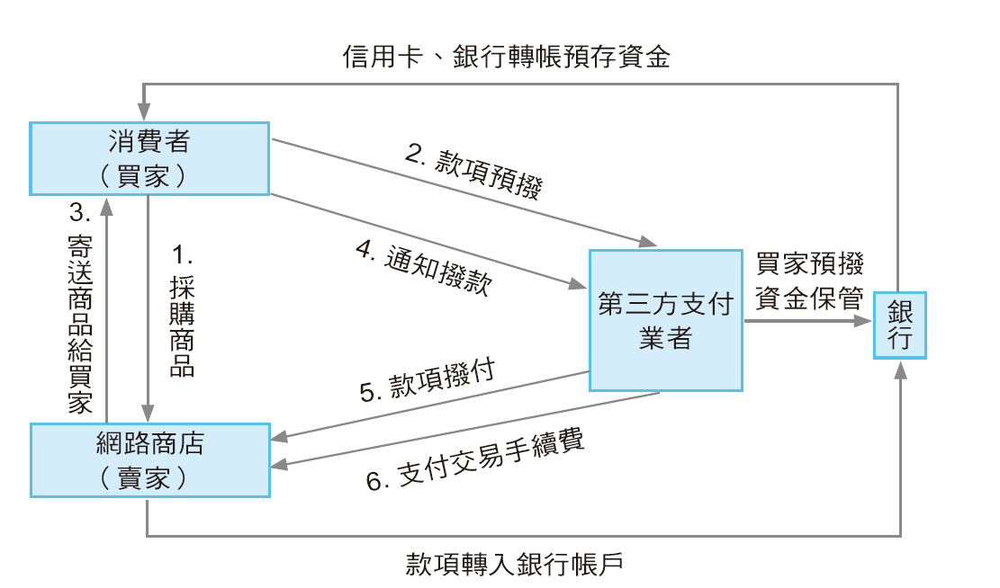 信用卡、銀行轉帳預存資金
消費者
（買家）
2. 款項預撥
4. 通知撥款
3. 寄送商品給買家
1. 採購商品
第三方支付
業者
買家預撥
資金保管
銀行
5. 款項撥付
6. 支付交易手續費
網路商店
（賣家）
款項轉入銀行帳戶